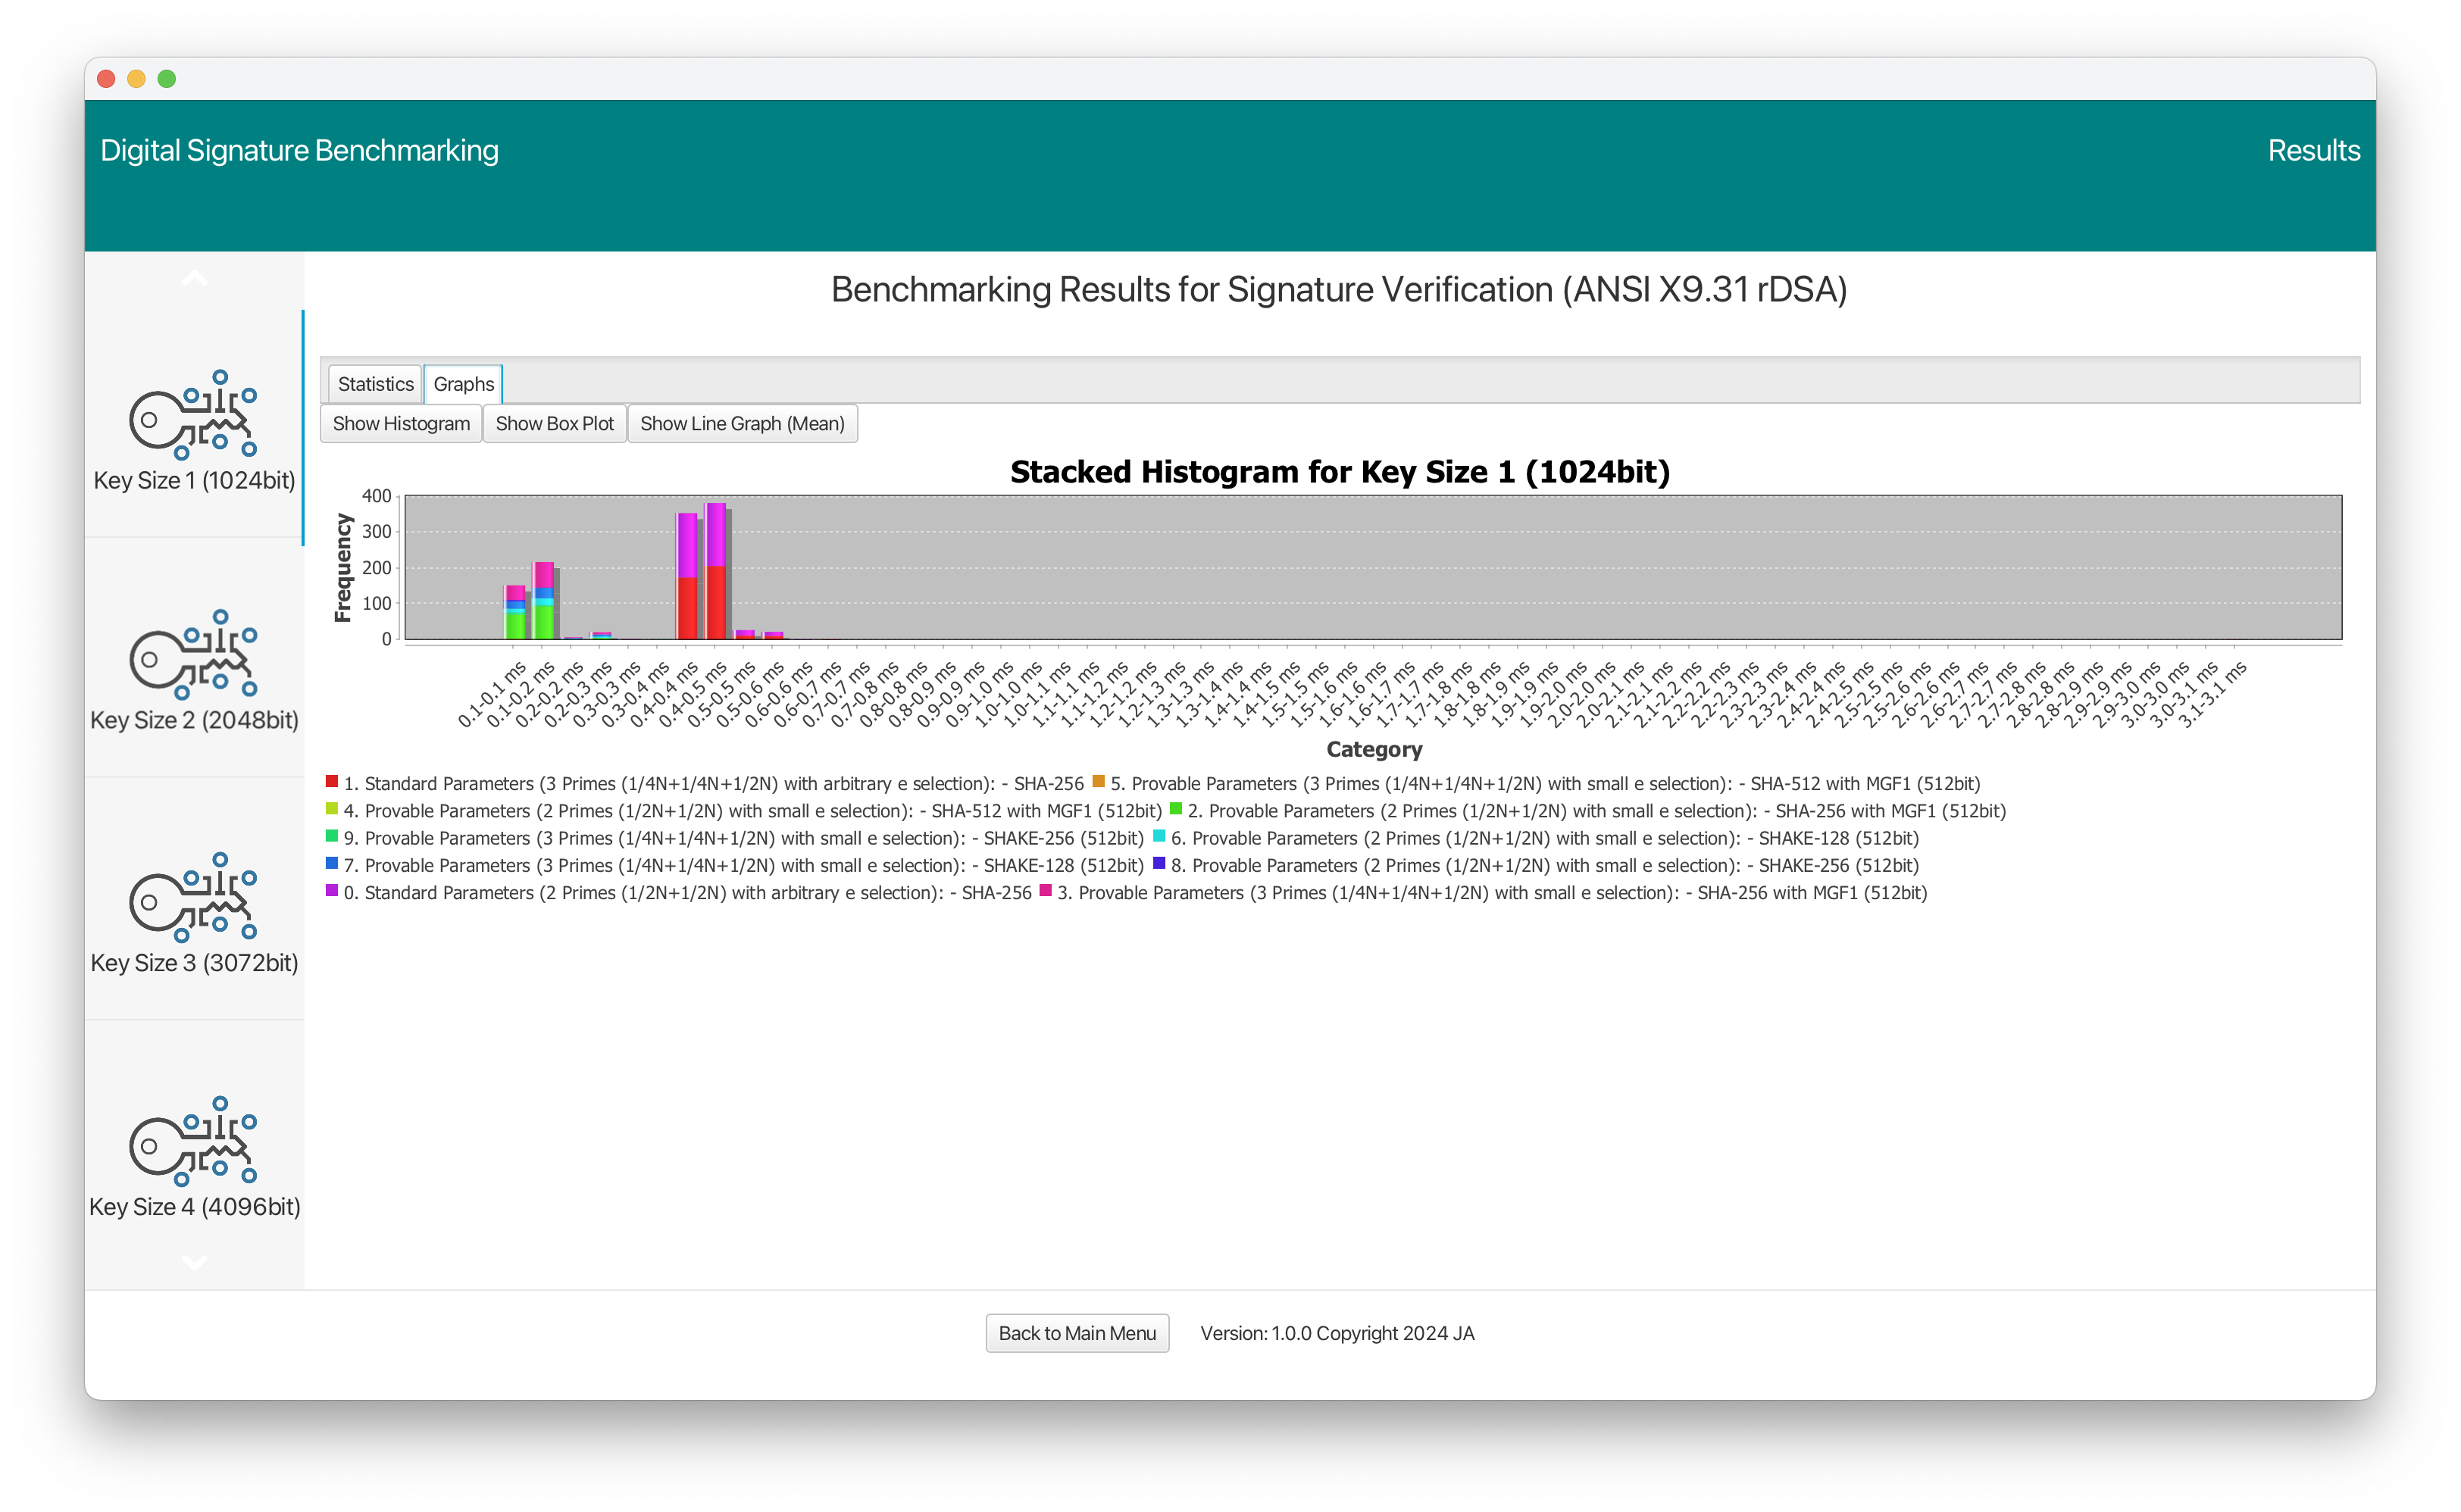 Digital Signature Benchmarking
Results
Benchmarking Results for Signature Verification (ANSI X9.31 rDSA)
Key Size 1 (1024bit)
Key Size 2 (2048bit)
Key Size 3 (3072bit)
Key Size 4 (4096bit)
Statistics
Graphs
Show Histogram
Show Box Plot
Show Line Graph (Mean)
Stacked Histogram for Key Size 1 (1024bit)
Frequency
400
300
200
100
0
0.1-0.1 ms
0.1-0.2 ms
0.2-0.2 ms
0.2-0.3 ms
0.3-0.3 ms
0.3-0.4 ms
0.4-0.4 ms
0.4-0.5 ms
0.5-0.5 ms
0.5-0.6 ms
0.6-0.6 ms
0.6-0.7 ms
0.7-0.7 ms
0.7-0.8 ms
0.8-0.8 ms
0.8-0.9 ms
0.9-0.9 ms
0.9-1.0 ms
1.0-1.0 ms
1.0-1.1 ms
1.1-1.1 ms
1.1-1.2 ms
1.2-1.2 ms
1.2-1.3 ms
1.3-1.3 ms
1.3-1.4 ms
1.4-1.4 ms
1.4-1.5 ms
1.5-1.5 ms
1.5-1.6 ms
1.6-1.6 ms
1.6-1.7 ms
1.7-1.7 ms
1.7-1.8 ms
1.8-1.8 ms
1.8-1.9 ms
1.9-1.9 ms
1.9-2.0 ms
2.0-2.0 ms
2.0-2.1 ms
2.1-2.1 ms
2.1-2.2 ms
2.2-2.2 ms
2.2-2.3 ms
2.3-2.3 ms
2.3-2.4 ms
2.4-2.4 ms
2.4-2.5 ms
2.5-2.5 ms
2.5-2.6 ms
2.6-2.6 ms
2.6-2.7 ms
2.7-2.7 ms
2.7-2.8 ms
2.8-2.8 ms
2.8-2.9 ms
2.9-2.9 ms
2.9-3.0 ms
3.0-3.0 ms
3.0-3.1 ms
3.1-3.1 ms
Category
1. Standard Parameters (3 Primes (1/4N+1/4N+1/2N) with arbitrary e selection): - SHA-256 5. Provable Parameters (3 Primes (1/4N+1/4N+1/2N) with small e selection): - SHA-512 with MGF1 (512bit)
4. Provable Parameters (2 Primes (1/2N+1/2N) with small e selection): - SHA-512 with MGF1 (512bit) 2. Provable Parameters (2 Primes (1/2N+1/2N) with small e selection): - SHA-256 with MGF1 (512bit)
9. Provable Parameters (3 Primes (1/4N+1/4N+1/2N) with small e selection): - SHAKE-256 (512bit) 6. Provable Parameters (2 Primes (1/2N+1/2N) with small e selection): - SHAKE-128 (512bit)
7. Provable Parameters (3 Primes (1/4N+1/4N+1/2N) with small e selection): - SHAKE-128 (512bit) 8. Provable Parameters (2 Primes (1/2N+1/2N) with small e selection): - SHAKE-256 (512bit)
0. Standard Parameters (2 Primes (1/2N+1/2N) with arbitrary e selection): - SHA-256 3. Provable Parameters (3 Primes (1/4N+1/4N+1/2N) with small e selection): - SHA-256 with MGF1 (512bit)
Back to Main Menu
Version: 1.0.0 Copyright 2024 JA